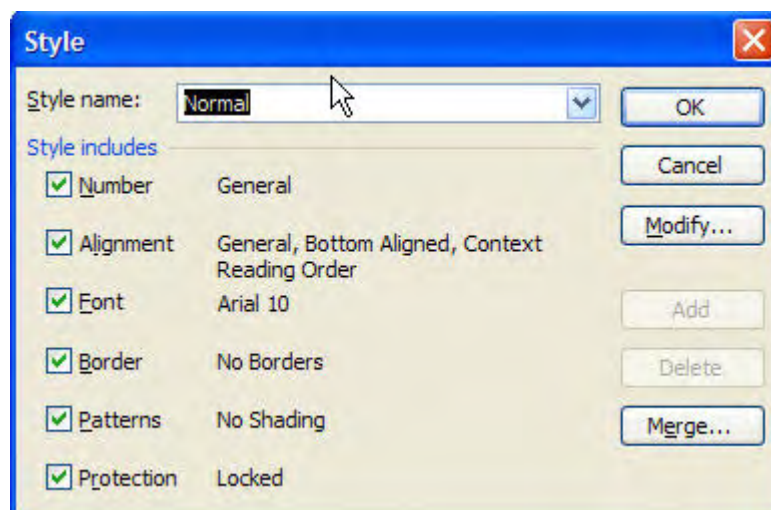 Style
Style name: Normal OK
Style includes
Cancel
Number General
Modify...
Alignment General, Bottom Aligned, Context
Reading Order
Font Arial 10
Add
Border No Borders
Delete
Patterns No Shading
Merge...
Protection Locked